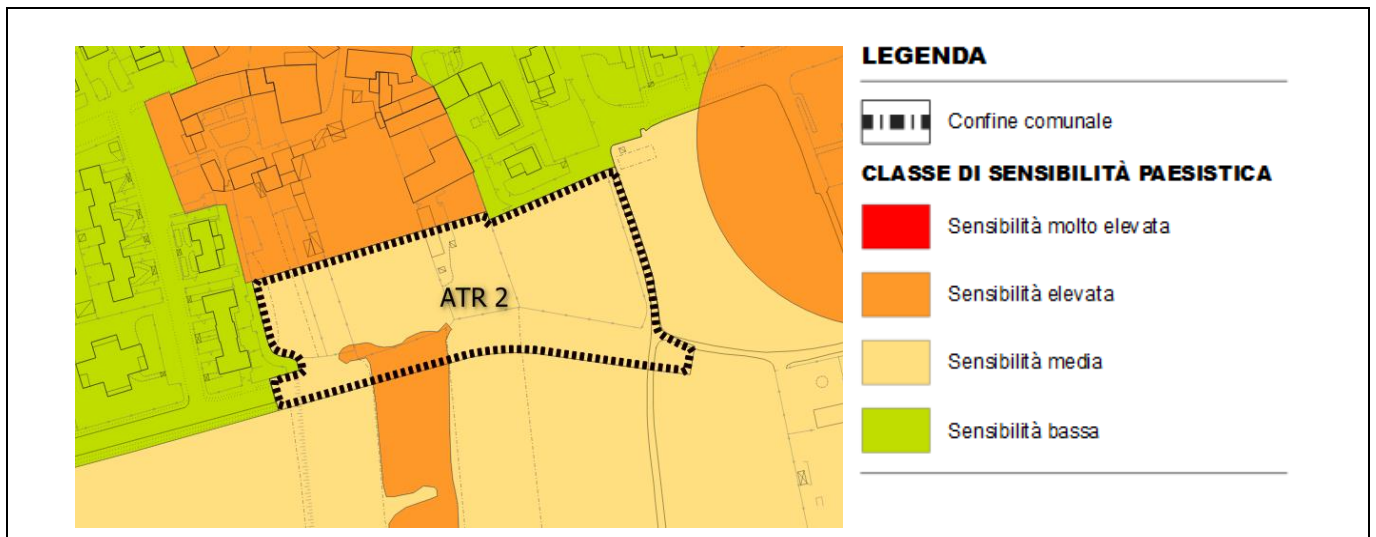 ATR 2
LEGENDA
Confine comunale
CLASSE DI SENSIBILITÀ PAESISTICA
Sensibilità molto elevata
Sensibilità elevata
Sensibilità media
Sensibilità bassa